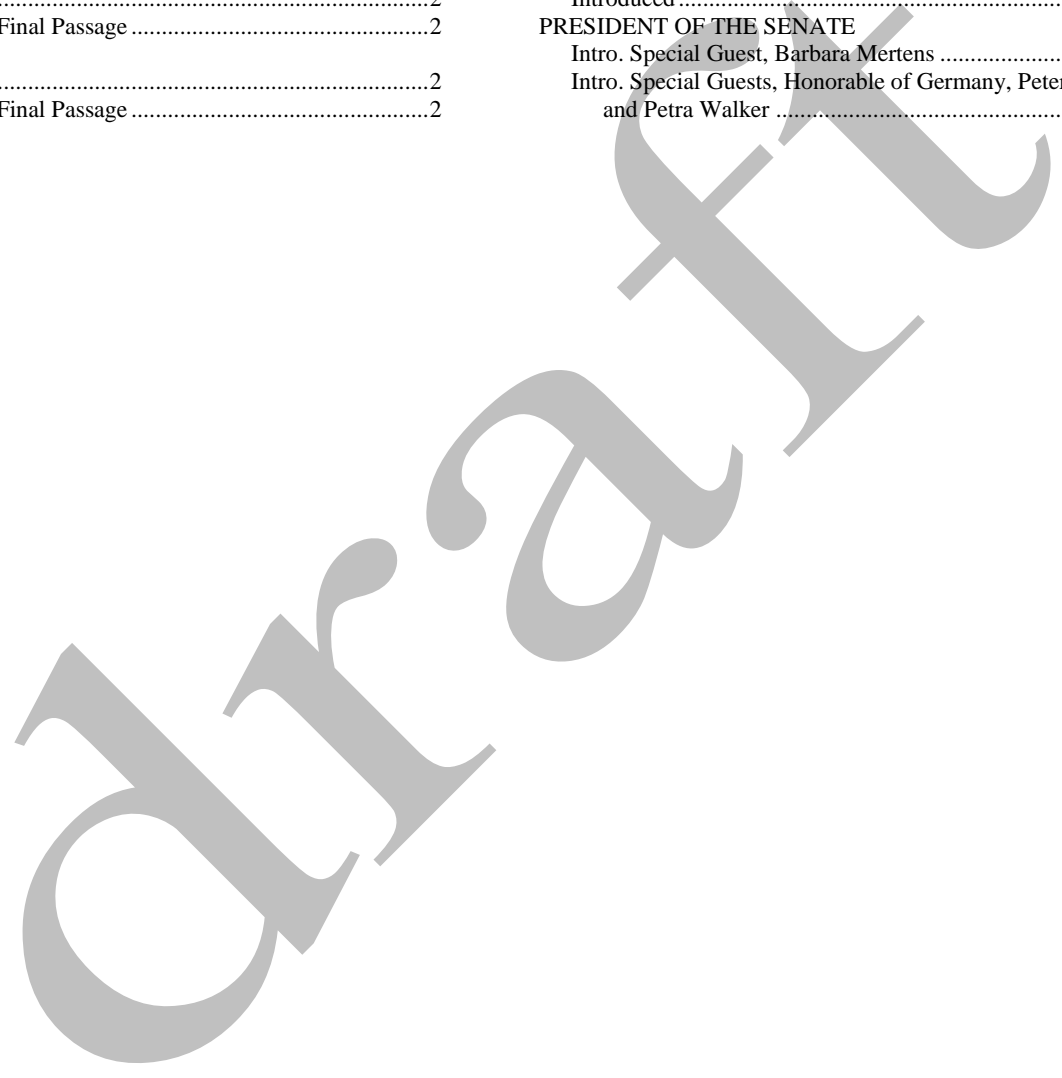 ....................................................................................2
Final Passage ....................................................2
....................................................................................2
Final Passage ....................................................2
Introduced ....................................................................
PRESIDENT OF THE SENATE
Intro. Special Guest, Barbara Mertens .....................
Intro. Special Guests, Honorable of Germany, Peter
and Petra Walker .....................................................
draft